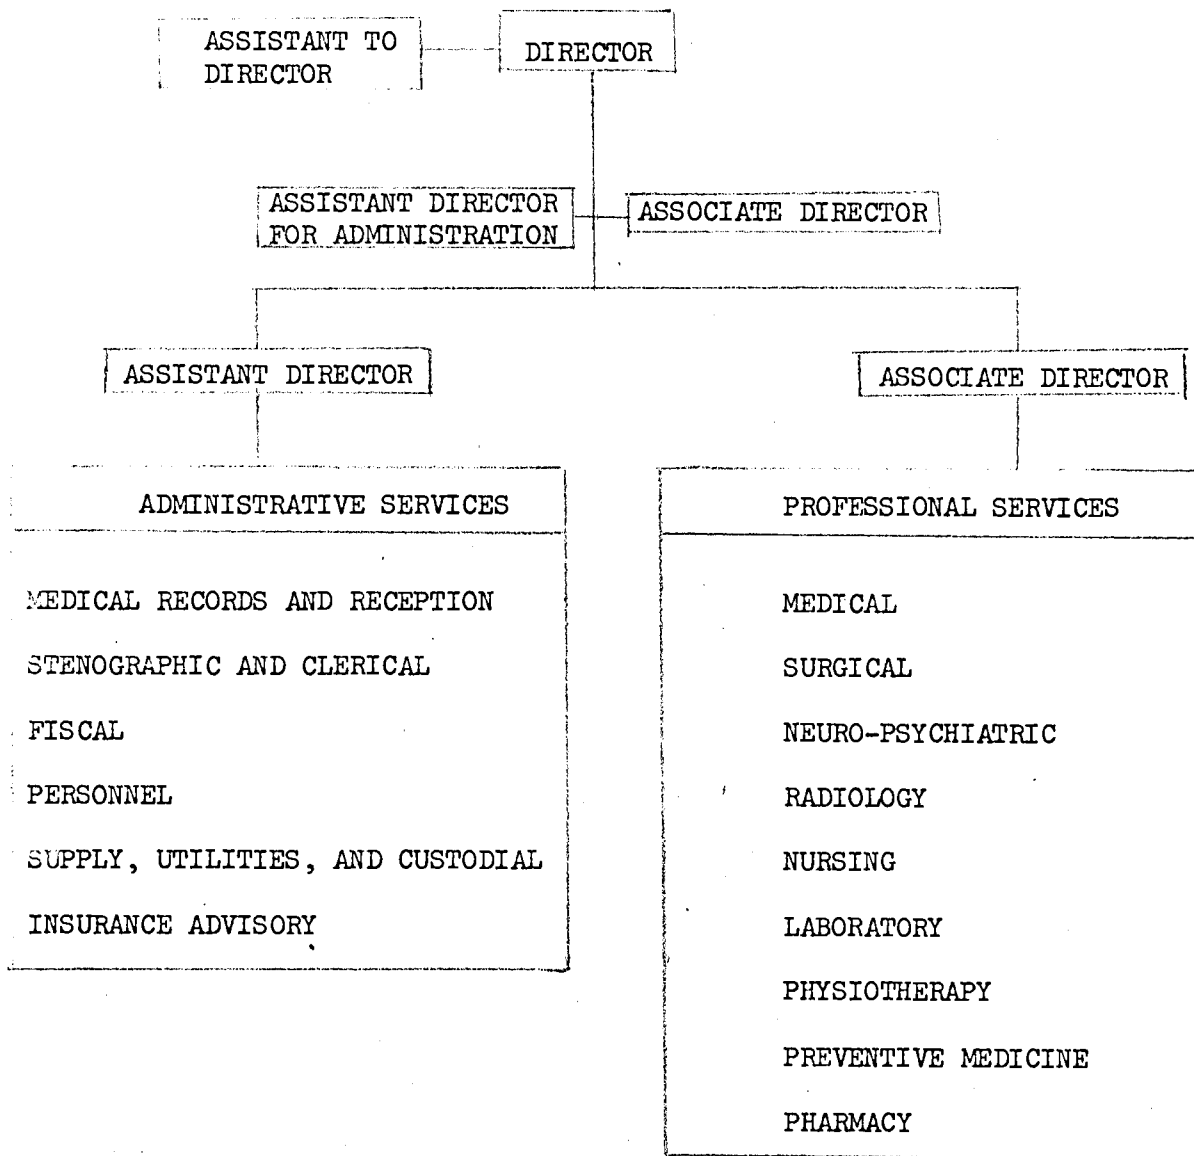 ASSISTANT TO
DIRECTOR
DIRECTOR
ASSISTANT DIRECTOR
FOR ADMINISTRATION
ASSOCIATE DIRECTOR
ASSISTANT DIRECTOR
ASSOCIATE DIRECTOR
ADMINISTRATIVE SERVICES
MEDICAL RECORDS AND RECEPTION
STENOGRAPHIC AND CLERICAL
FISCAL
PERSONNEL
SUPPLY, UTILITIES, AND CUSTODIAL
INSURANCE ADVISORY
PROFESSIONAL SERVICES
MEDICAL
SURGICAL
NEURO-PSYCHIATRIC
RADIOLOGY
NURSING
LABORATORY
PHYSIOTHERAPY
PREVENTIVE MEDICINE
PHARMACY